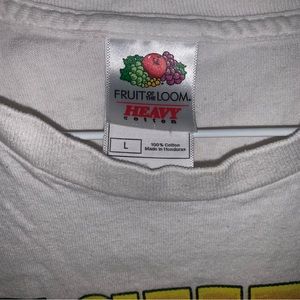 FRUIT OF THE LOOM.
HEAVY
cotton
L
100% Cotton
Made in Honduras